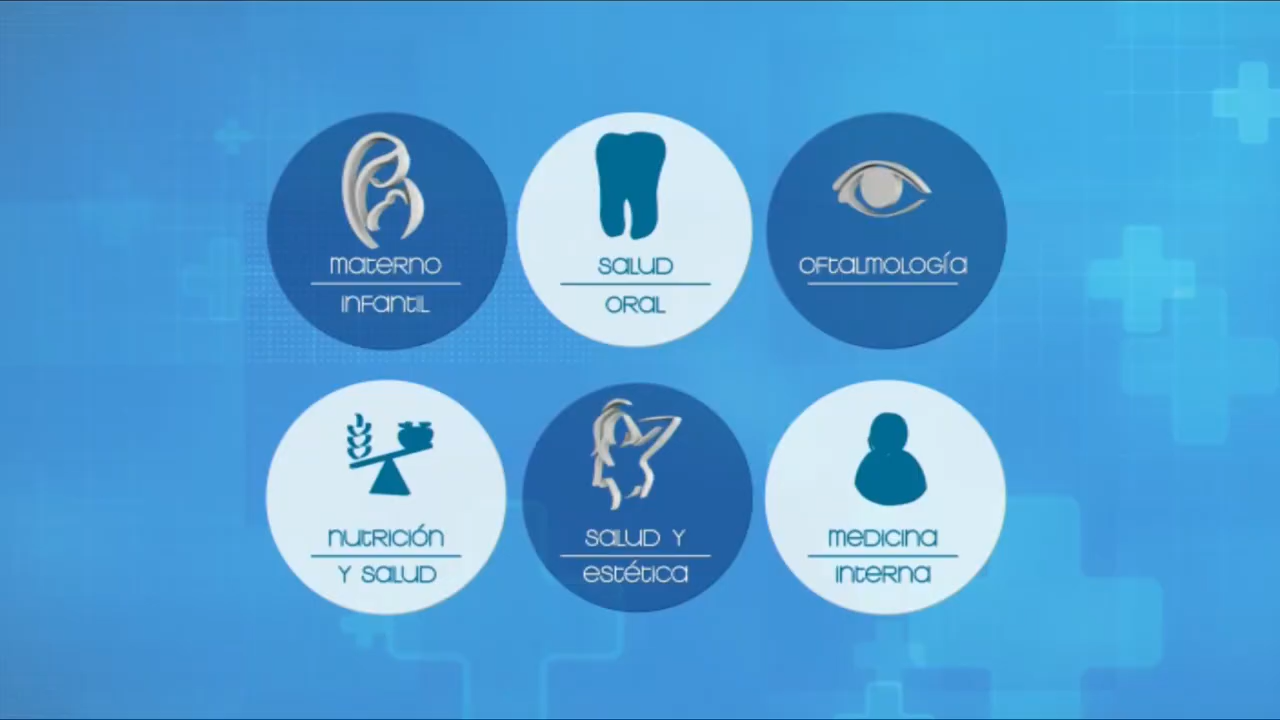 MATERNO
INFANTIL
SALUD
ORAL
OFTALMOLOGÍA
NUTRICIÓN
Y SALUD
SALUD Y
ESTÉTICA
MEDICINA
INTERNA